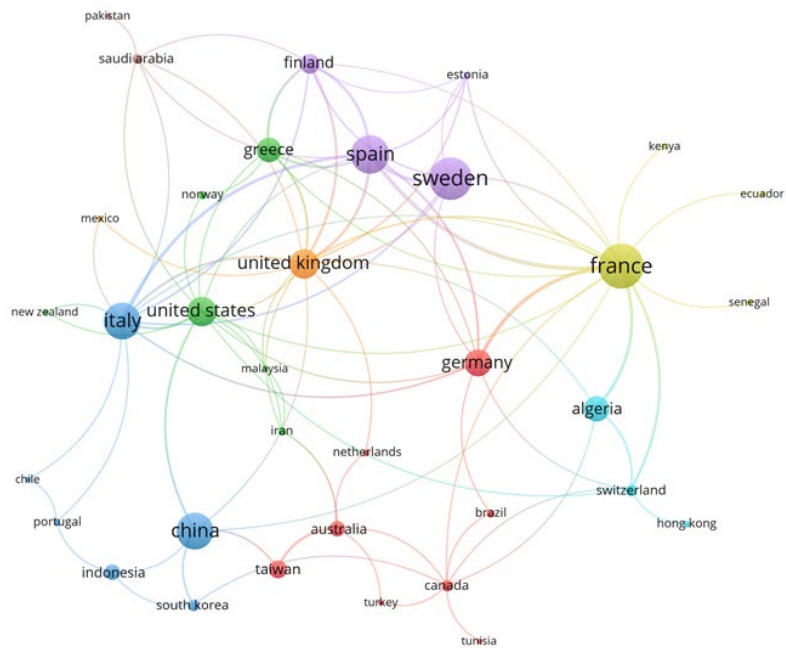 pakistan
saudi arabia
finland
estonia
greece
spain
kenya
sweden
ecuador
norway
mexico
united kingdom
france
senegal
new zealand
italy
united states
germany
malaysia
algeria
iran
netherlands
chile
switzerland
portugal
brazil
hong kong
china
australia
indonesia
taiwan
canada
south korea
turkey
tunisia